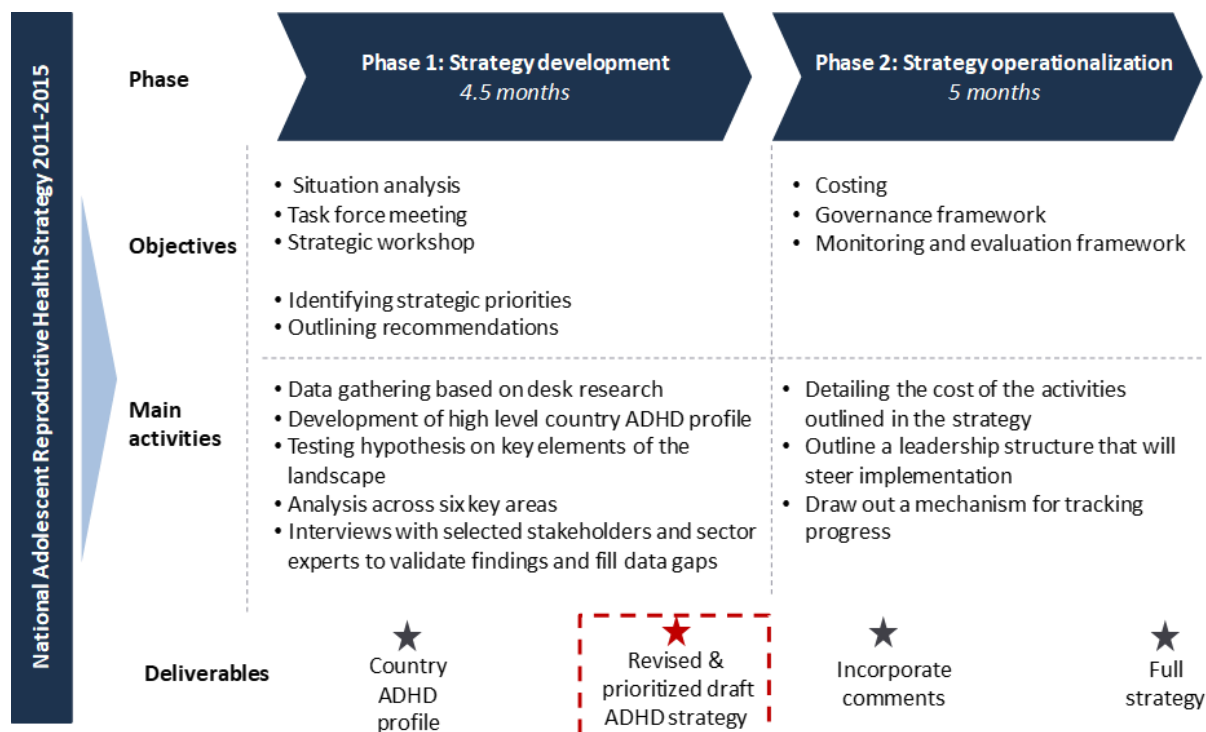 National Adolescent Reproductive Health Strategy 2011-2015
Phase
Phase 1: Strategy development
4.5 months
Phase 2: Strategy operationalization
5 months
Objectives
• Situation analysis
• Task force meeting
• Strategic workshop
• Identifying strategic priorities
• Outlining recommendations
• Costing
• Governance framework
• Monitoring and evaluation framework
Main
activities
• Data gathering based on desk research
• Development of high level country ADHD profile
• Testing hypothesis on key elements of the
landscape
• Analysis across six key areas
• Interviews with selected stakeholders and sector
experts to validate findings and fill data gaps
• Detailing the cost of the activities
outlined in the strategy
• Outline a leadership structure that will
steer implementation
• Draw out a mechanism for tracking
progress
Deliverables
Country
ADHD
profile
Revised &
prioritized draft
ADHD strategy
Incorporate
comments
Full
strategy